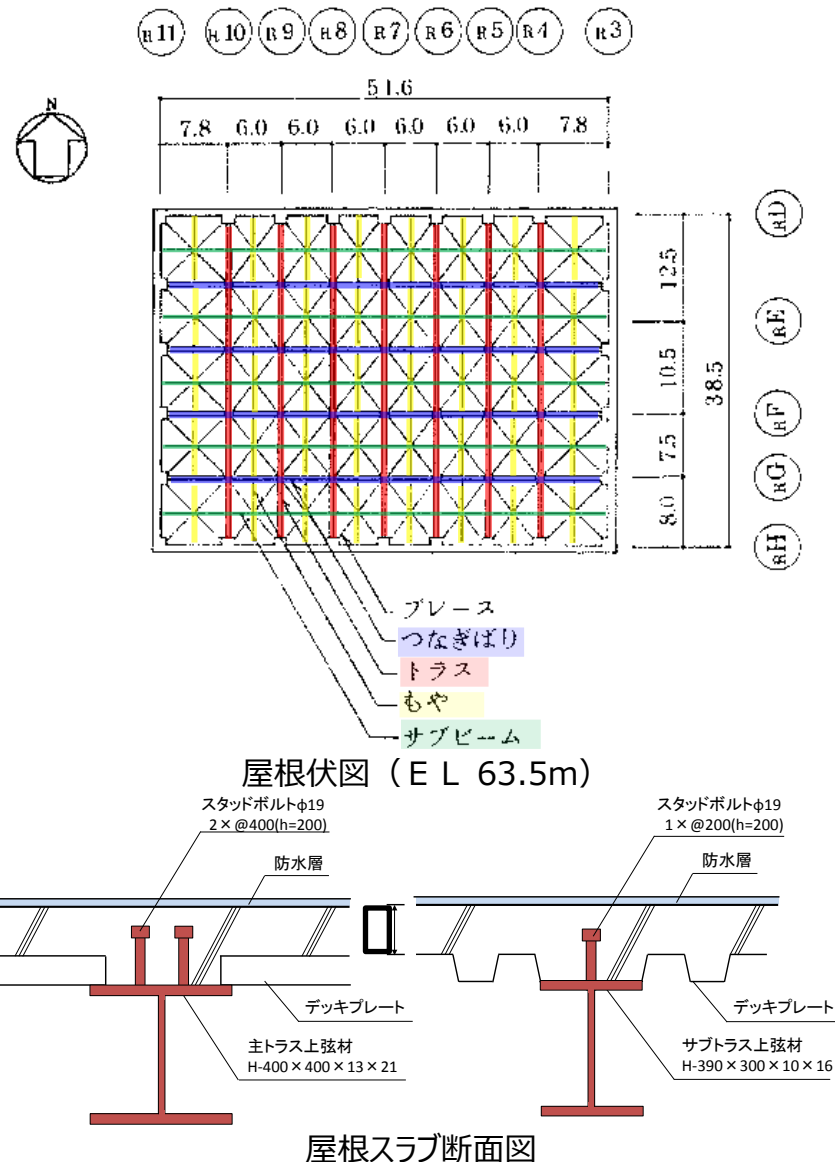 R11 R10 R9 R8 R7 R6 R5 R4 R3
51.6
7.8 6.0 6.0 6.0 6.0 6.0 6.0 7.8
N
RD
12.5
RE
10.5
38.5
RF
7.5
RG
8.0
RH
ブレース
つなぎばり
トラス
もや
サブビーム
屋根伏図（ＥＬ 63.5m）
スタッドボルトφ19
2×@400(h=200)
防水層
デッキプレート
主トラス上弦材
H-400×400×13×21
スタッドボルトφ19
1×@200(h=200)
防水層
デッキプレート
サブトラス上弦材
H-390×300×10×16
屋根スラブ断面図